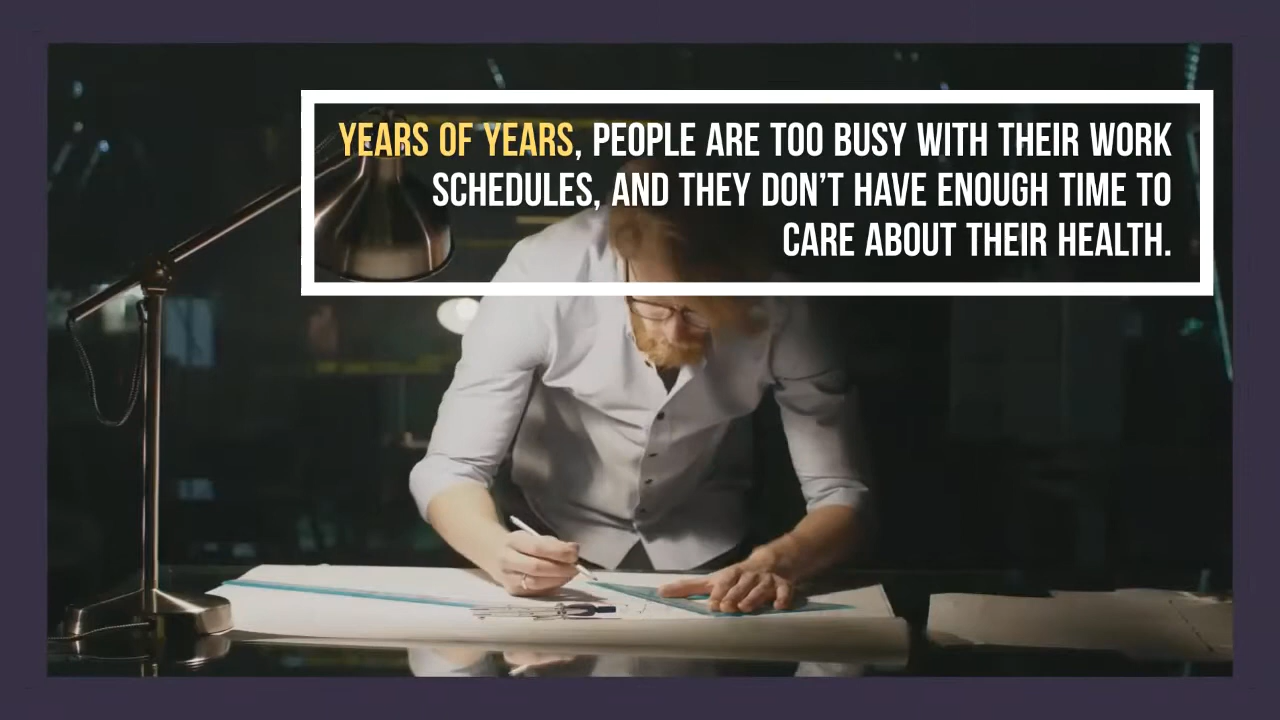 YEARS OF YEARS, PEOPLE ARE TOO BUSY WITH THEIR WORK
SCHEDULES, AND THEY DON’T HAVE ENOUGH TIME TO
CARE ABOUT THEIR HEALTH.